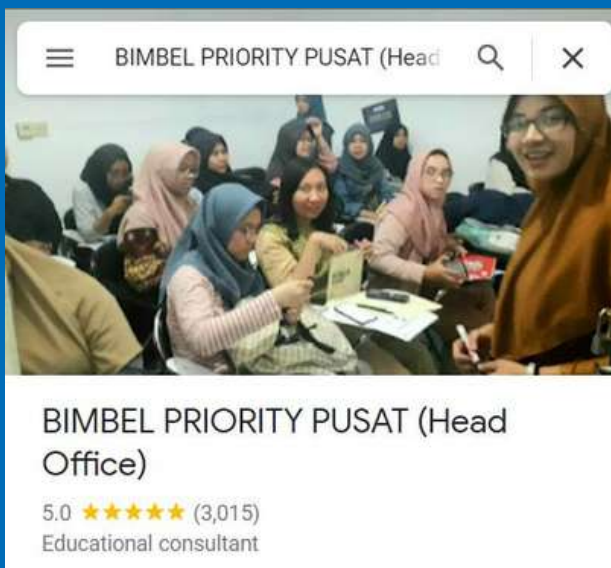 BIMBEL PRIORITY PUSAT (Head
BIMBEL PRIORITY PUSAT (Head
Office)
5.0 ★★★★★ (3,015)
Educational consultant